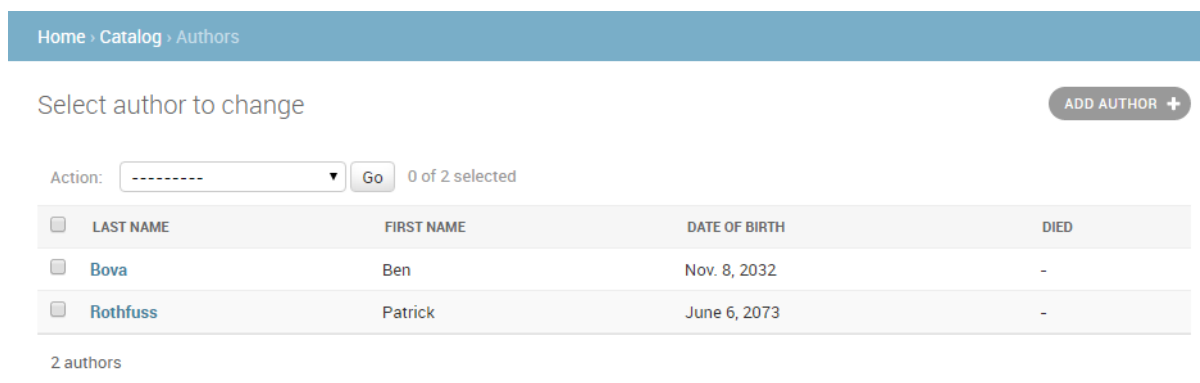 Home › Catalog › Authors
Select author to change
ADD AUTHOR +
Action: --------- Go 0 of 2 selected
LAST NAME FIRST NAME DATE OF BIRTH DIED
Bova Ben Nov. 8, 2032 -
Rothfuss Patrick June 6, 2073 -
2 authors